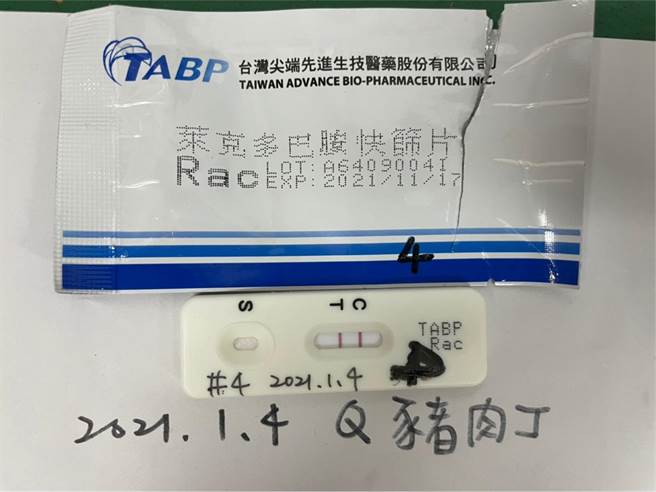 TABP 台灣尖端先進生技醫藥股份有限公司
TAIWAN ADVANCE BIO-PHARMACEUTICAL INC.
萊克多巴胺快篩片
Rac LOT: A64090041
EXP: 2021/11/17
4
S T C
TABP
Rac
#4 2021.1.4
2021.1.4 Q 豬肉丁